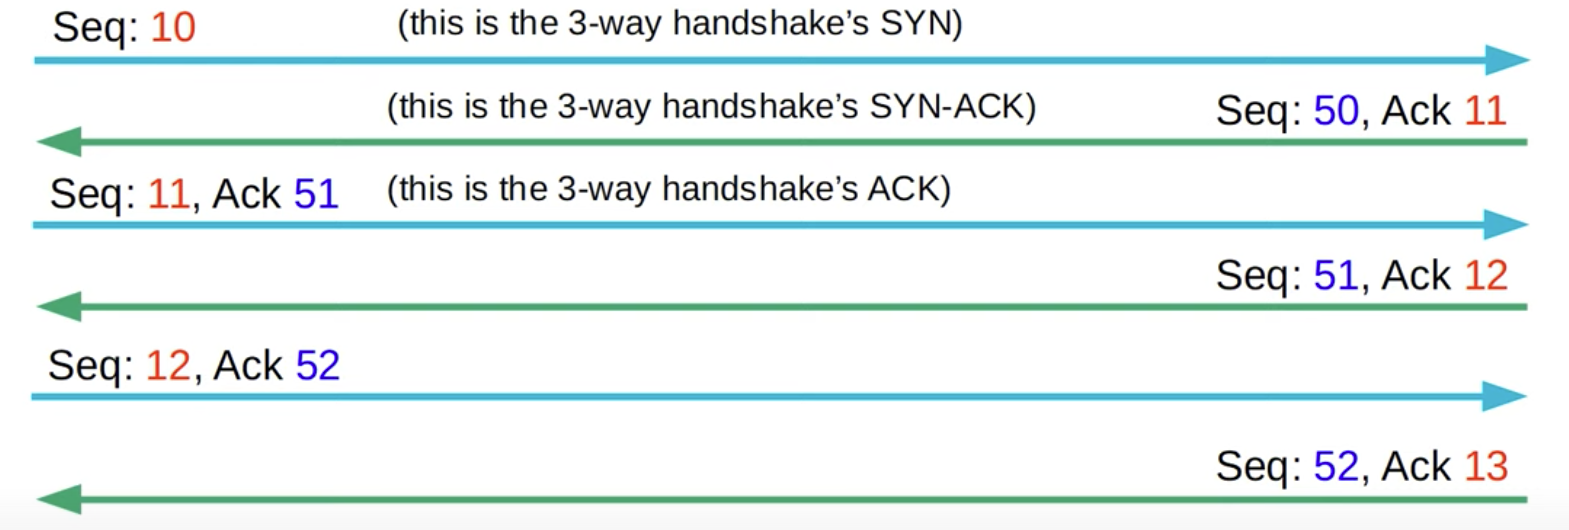 Seq: 10 (this is the 3-way handshake’s SYN)
(this is the 3-way handshake’s SYN-ACK) Seq: 50, Ack 11
Seq: 11, Ack 51 (this is the 3-way handshake’s ACK)
Seq: 51, Ack 12
Seq: 12, Ack 52
Seq: 52, Ack 13